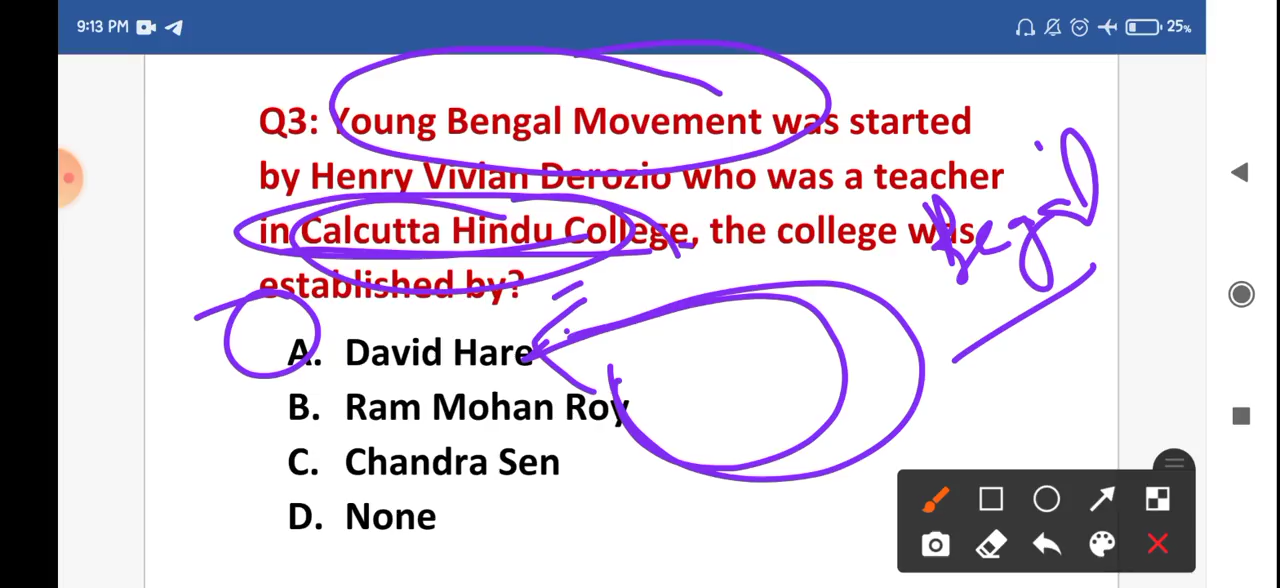 9:13 PM 25%
Q3: Young Bengal Movement was started
by Henry Vivian Derozio who was a teacher
in Calcutta Hindu College, the college was
established by?
A. David Hare
B. Ram Mohan Roy
C. Chandra Sen
D. None